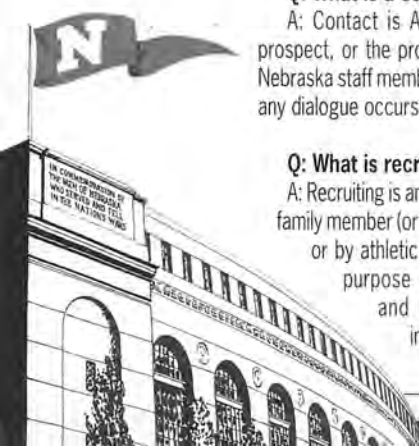 N
A: Contact is A
prospect, or the pro
Nebraska staff memb
any dialogue occurs
Q: What is recr
A: Recruiting is an
family member (or
or by athletic
purpose
and
in
IN COMMEMORATION OF
THE MEN OF NEBRASKA
WHO SERVED AND FELL
IN THE NATION'S WARS